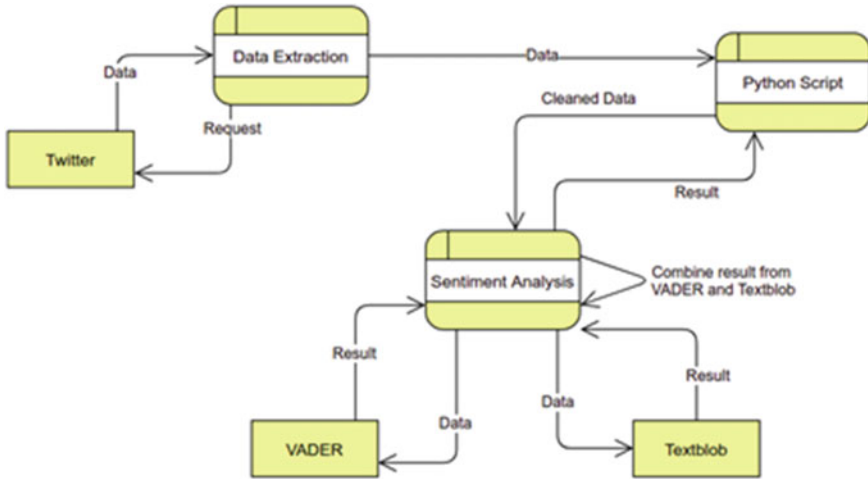 Data Extraction
Data
Data
Python Script
Cleaned Data
Request
Twitter
Result
Sentiment Analysis
Combine result from
VADER and Textblob
Result
Result
Data
Data
VADER
Textblob